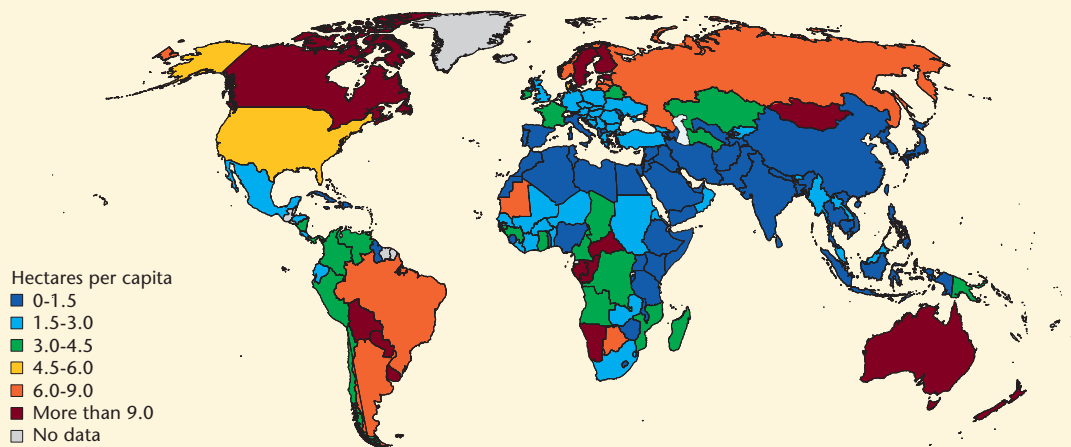 Hectares per capita
0-1.5
1.5-3.0
3.0-4.5
4.5-6.0
6.0-9.0
More than 9.0
No data